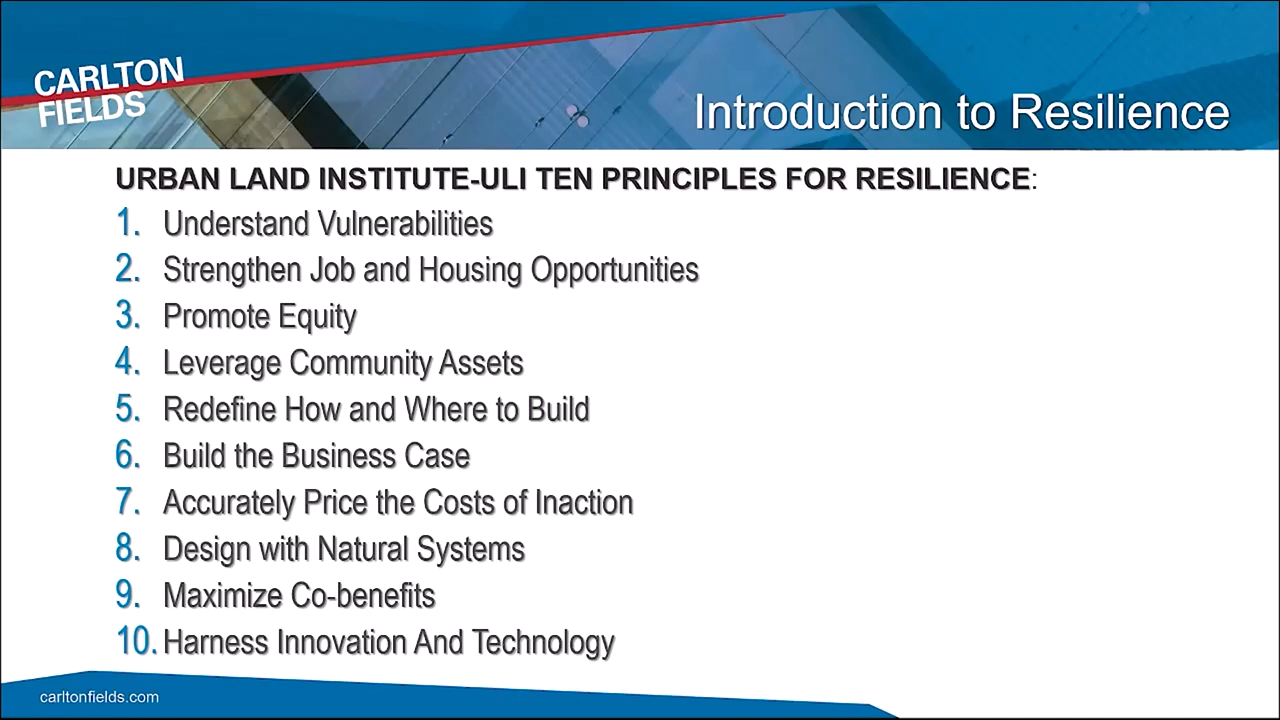 CARLTON
FIELDS
Introduction to Resilience
URBAN LAND INSTITUTE-ULI TEN PRINCIPLES FOR RESILIENCE:
1. Understand Vulnerabilities
2. Strengthen Job and Housing Opportunities
3. Promote Equity
4. Leverage Community Assets
5. Redefine How and Where to Build
6. Build the Business Case
7. Accurately Price the Costs of Inaction
8. Design with Natural Systems
9. Maximize Co-benefits
10. Harness Innovation And Technology
carltonfields.com